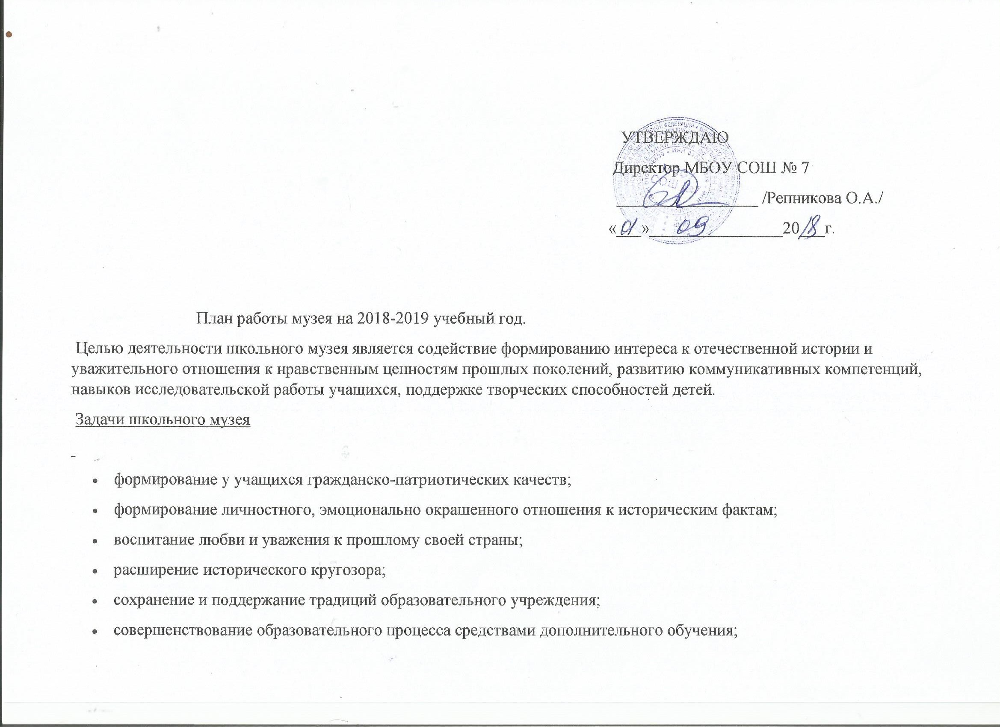 УТВЕРЖДАЮ
Директор МБОУ СОШ № 7
/Репникова О.А./
«01» 09 2018 г.
План работы музея на 2018-2019 учебный год.
Целью деятельности школьного музея является содействие формированию интереса к отечественной истории и
уважительного отношения к нравственным ценностям прошлых поколений, развитию коммуникативных компетенций,
навыков исследовательской работы учащихся, поддержке творческих способностей детей.
Задачи школьного музея
-
• формирование у учащихся гражданско-патриотических качеств;
• формирование личностного, эмоционально окрашенного отношения к историческим фактам;
• воспитание любви и уважения к прошлому своей страны;
• расширение исторического кругозора;
• сохранение и поддержание традиций образовательного учреждения;
• совершенствование образовательного процесса средствами дополнительного обучения;